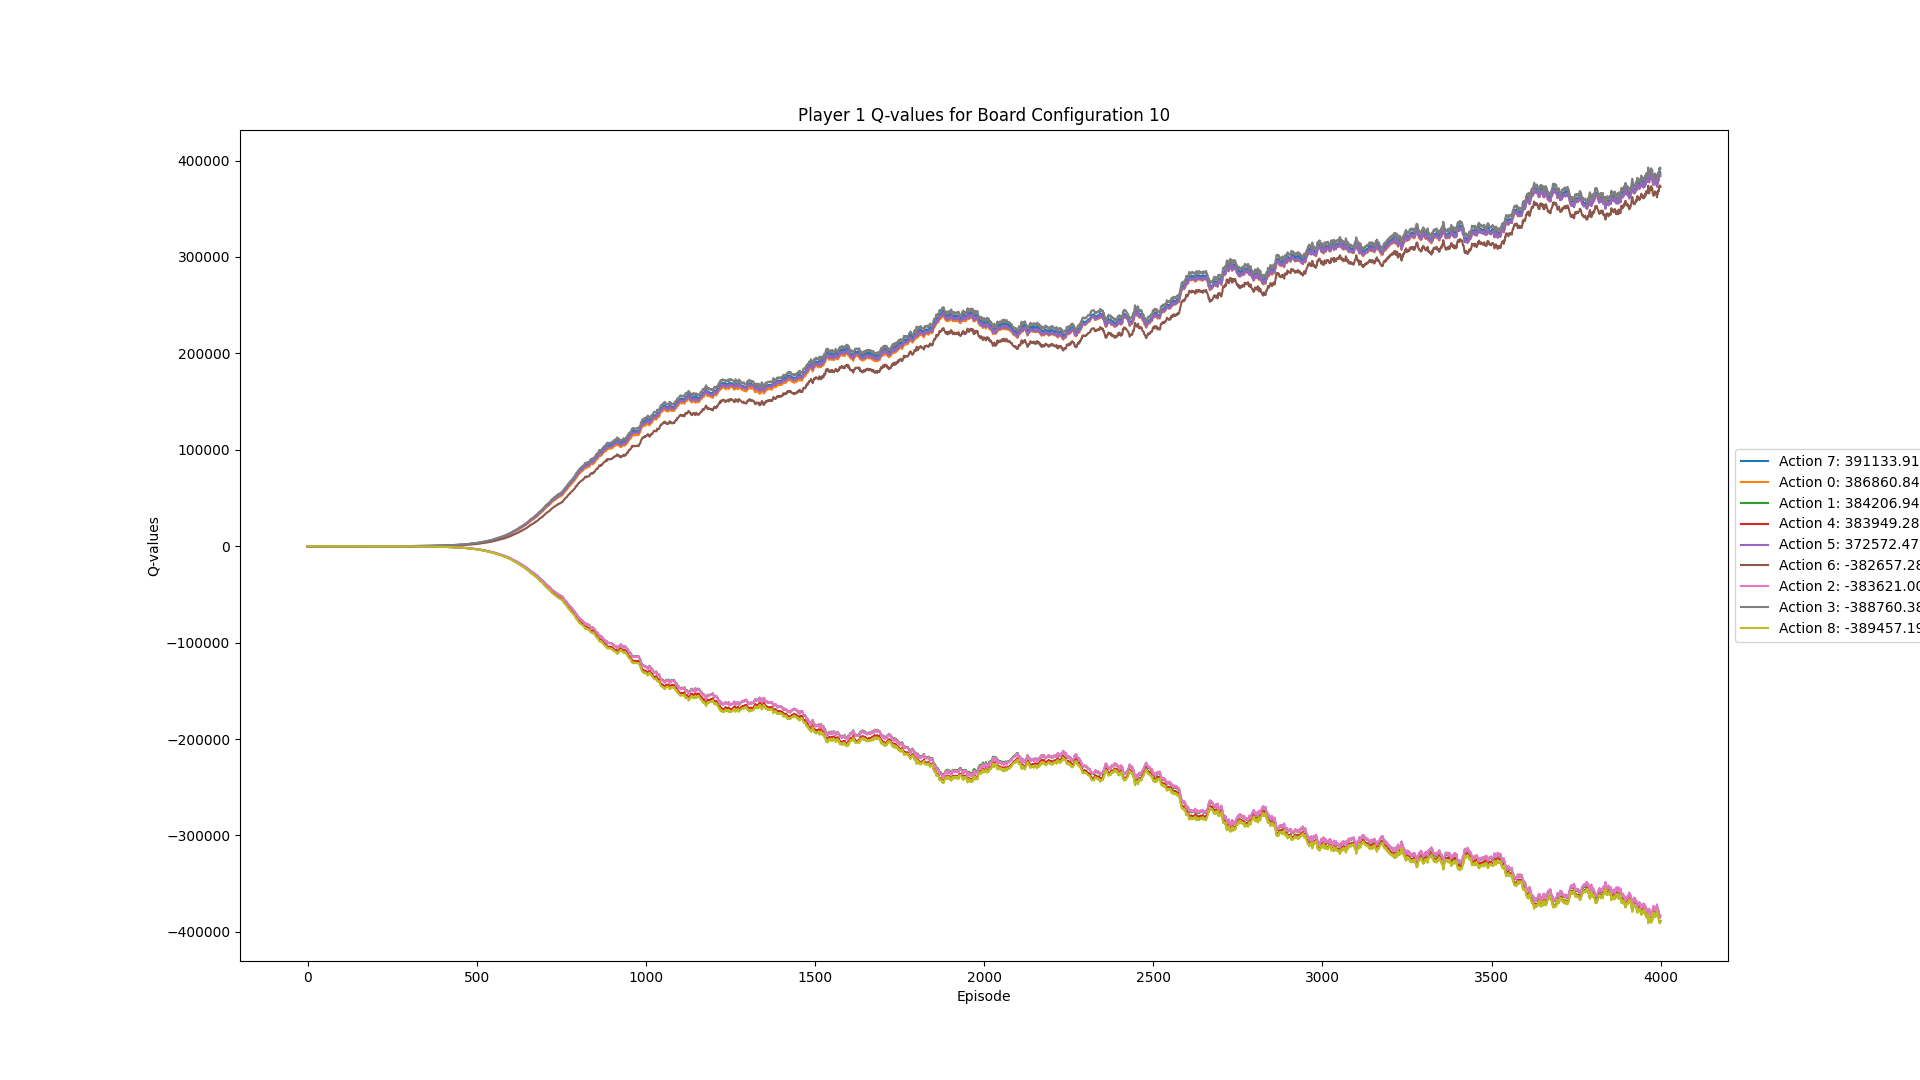 Player 1 Q-values for Board Configuration 10
400000
300000
200000
100000
0
−100000
−200000
−300000
−400000
Q-values
0 500 1000 1500 2000 2500 3000 3500 4000
Episode
Action 7: 391133.91
Action 0: 386860.84
Action 1: 384206.94
Action 4: 383949.28
Action 5: 372572.47
Action 6: -382657.28
Action 2: -383621.00
Action 3: -388760.38
Action 8: -389457.19